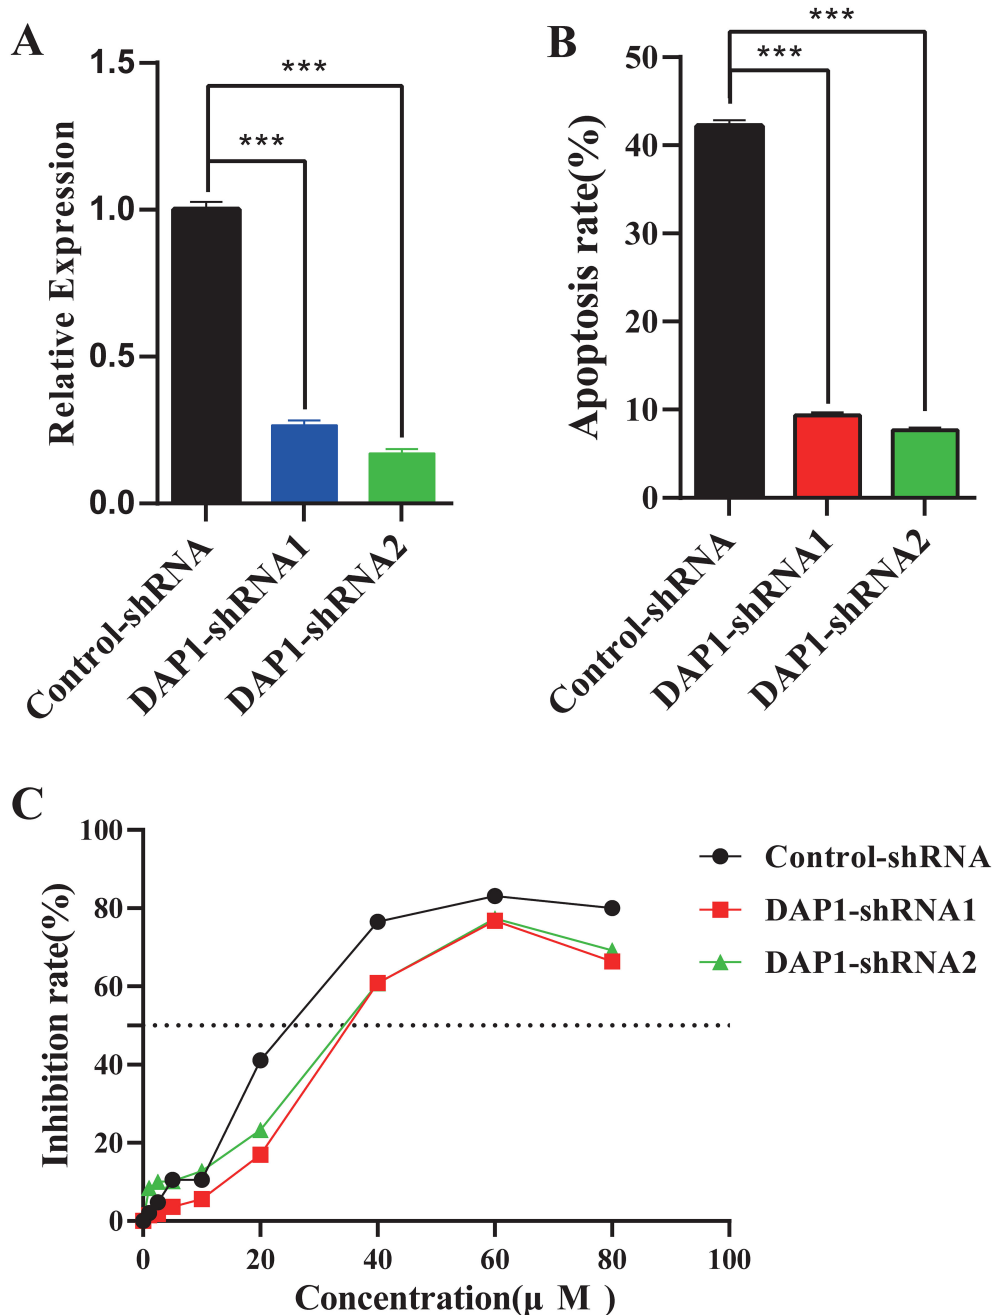 A
1.5
1.0
0.5
0.0
Relative Expression
***
***
Control-shRNA
DAP1-shRNA1
DAP1-shRNA2
B
50
40
30
20
10
0
Apoptosis rate(%)
***
***
Control-shRNA
DAP1-shRNA1
DAP1-shRNA2
C
100
80
60
40
20
0
Inhibition rate(%)
0 20 40 60 80 100
Concentration(μ M )
Control-shRNA
DAP1-shRNA1
DAP1-shRNA2